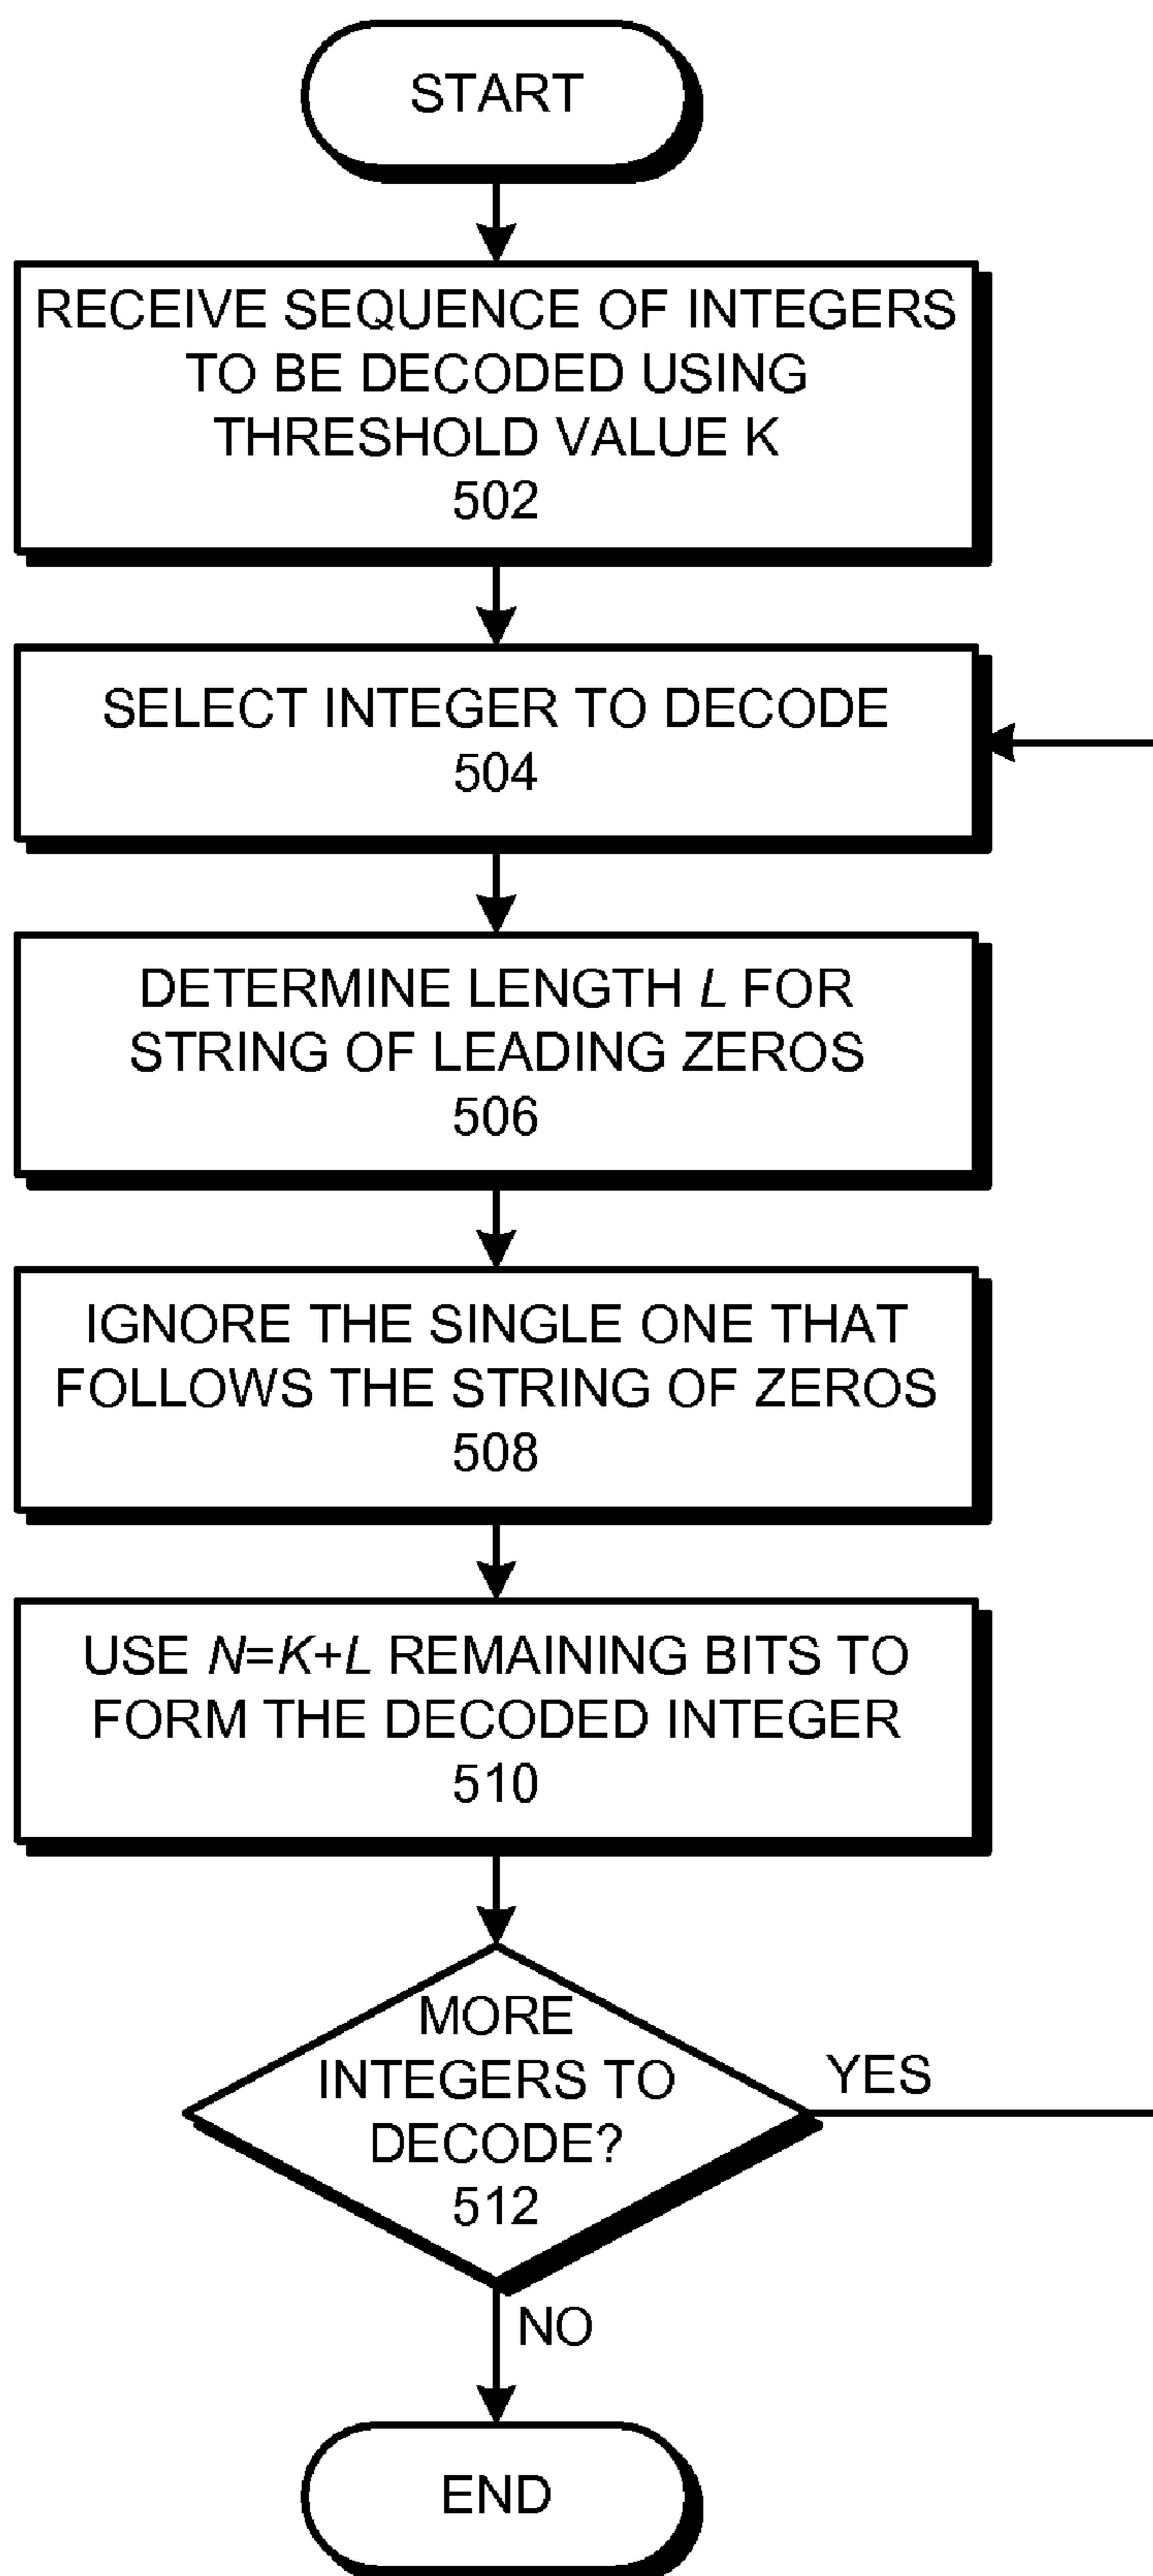 START
RECEIVE SEQUENCE OF INTEGERS
TO BE DECODED USING
THRESHOLD VALUE K
502
SELECT INTEGER TO DECODE
504
DETERMINE LENGTH L FOR
STRING OF LEADING ZEROS
506
IGNORE THE SINGLE ONE THAT
FOLLOWS THE STRING OF ZEROS
508
USE N=K+L REMAINING BITS TO
FORM THE DECODED INTEGER
510
MORE
INTEGERS TO
DECODE?
512
YES
NO
END